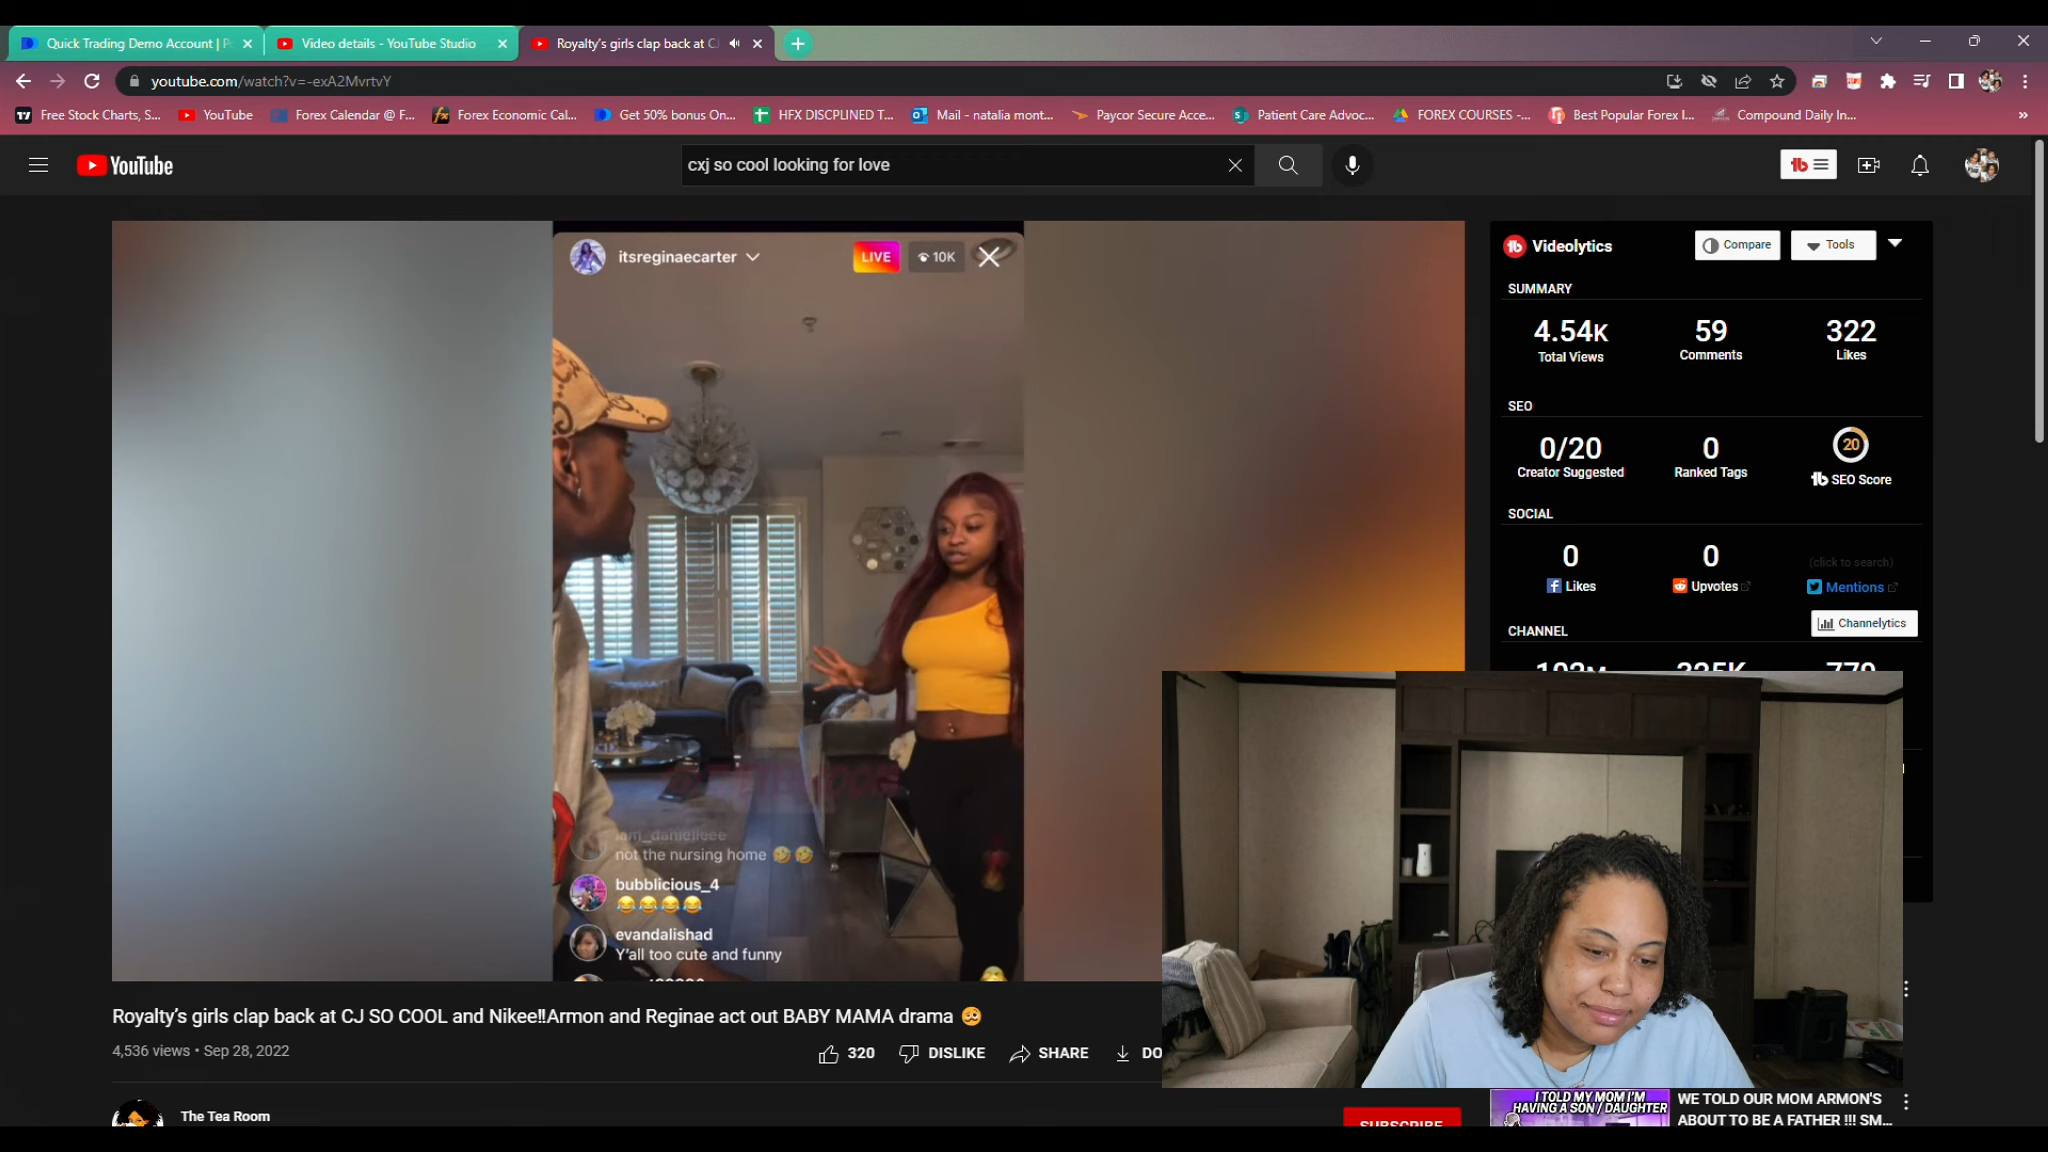 Quick Trading Demo Account | P
Video details - YouTube Studio
Royalty's girls clap back at C
youtube.com/watch?v=-exA2MvrtvY
Free Stock Charts, S...
YouTube
Forex Calendar @ F...
Forex Economic Cal...
Get 50% bonus On...
HFX DISCPLINED T...
Mail - natalia mont...
Paycor Secure Acce...
Patient Care Advoc...
FOREX COURSES -...
Best Popular Forex I...
Compound Daily In...
YouTube
cxj so cool looking for love
itsreginaecarter
LIVE
10K
not the nursing home 🤣🤣
bubblicious_4
😂😂😂😂
evandalishad
Y'all too cute and funny
Royalty's girls clap back at CJ SO COOL and Nikee!!Armon and Reginae act out BABY MAMA drama 🥺
4,536 views • Sep 28, 2022
320
DISLIKE
SHARE
DO
The Tea Room
SUBSCRIBE
Videolytics
Compare
Tools
SUMMARY
4.54K
Total Views
59
Comments
322
Likes
SEO
0/20
Creator Suggested
0
Ranked Tags
20
SEO Score
SOCIAL
0
Likes
0
Upvotes
(click to search)
Mentions
CHANNEL
Channelytics
I TOLD MY MOM I'M
HAVING A SON / DAUGHTER
WE TOLD OUR MOM ARMON'S
ABOUT TO BE A FATHER !!! SM...